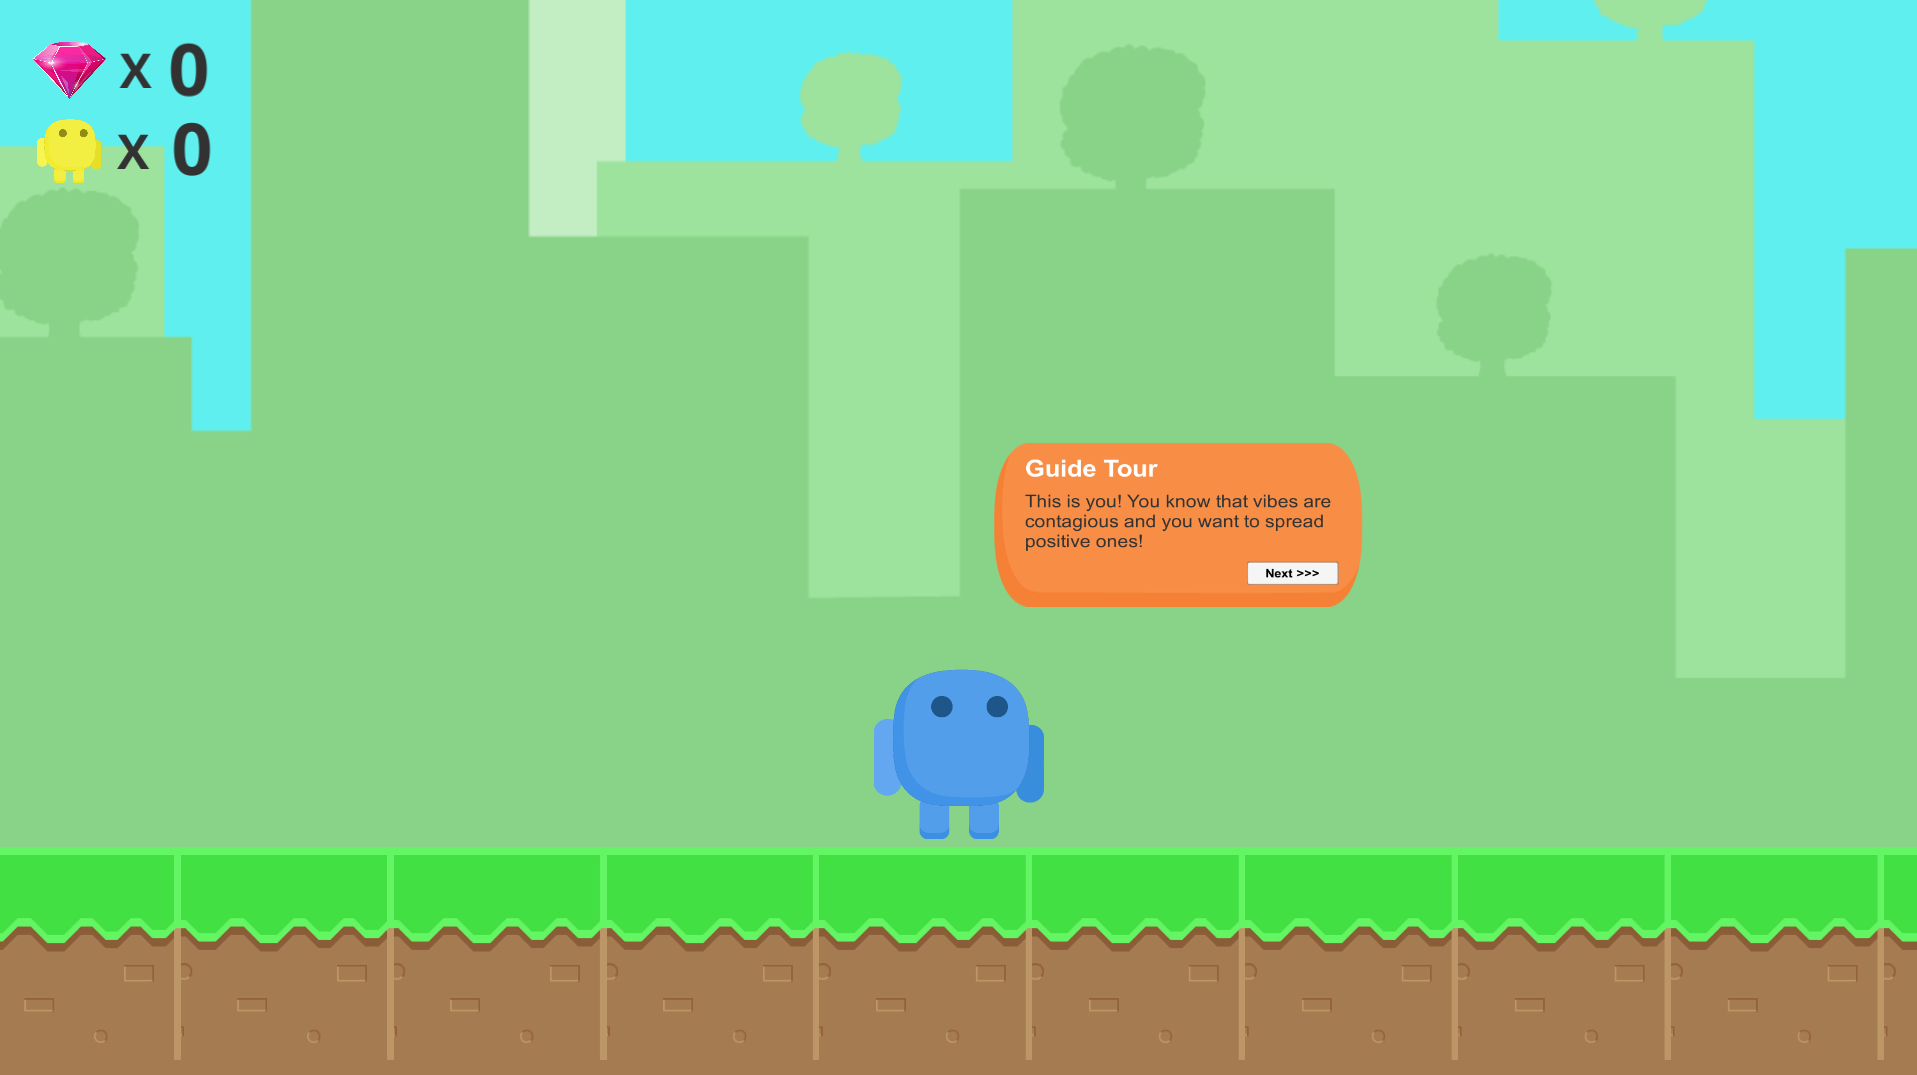 x 0
x 0
Guide Tour
This is you! You know that vibes are
contagious and you want to spread
positive ones!
Next >>>